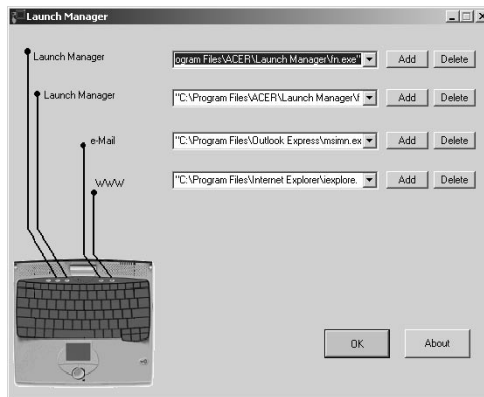 Launch Manager
Launch Manager
ogram Files\ACER\Launch Manager\fn.exe"
Add
Delete
Launch Manager
"C:\Program Files\ACER\Launch Manager\f
Add
Delete
e-Mail
"C:\Program Files\Outlook Express\msimn.ex
Add
Delete
WWW
"C:\Program Files\Internet Explorer\iexplore.
Add
Delete
OK
About